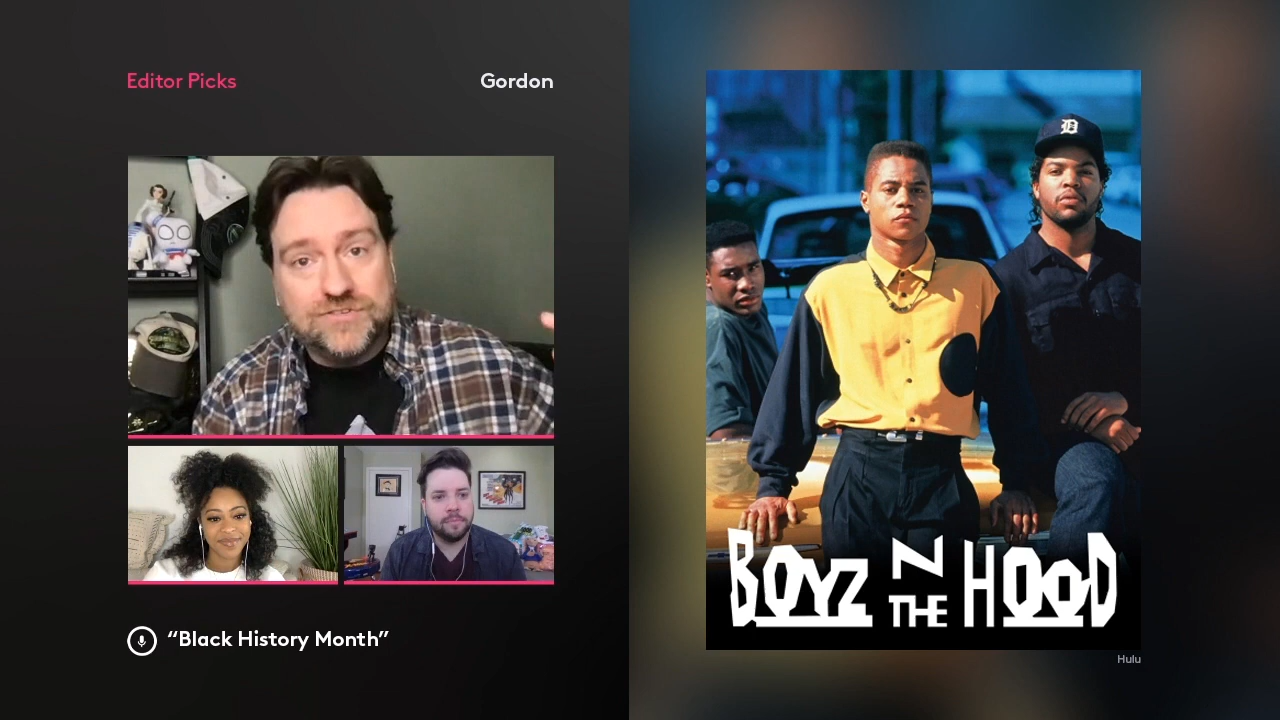 Editor Picks
Gordon
“Black History Month”
D
BOYZ N THE HOOD
Hulu